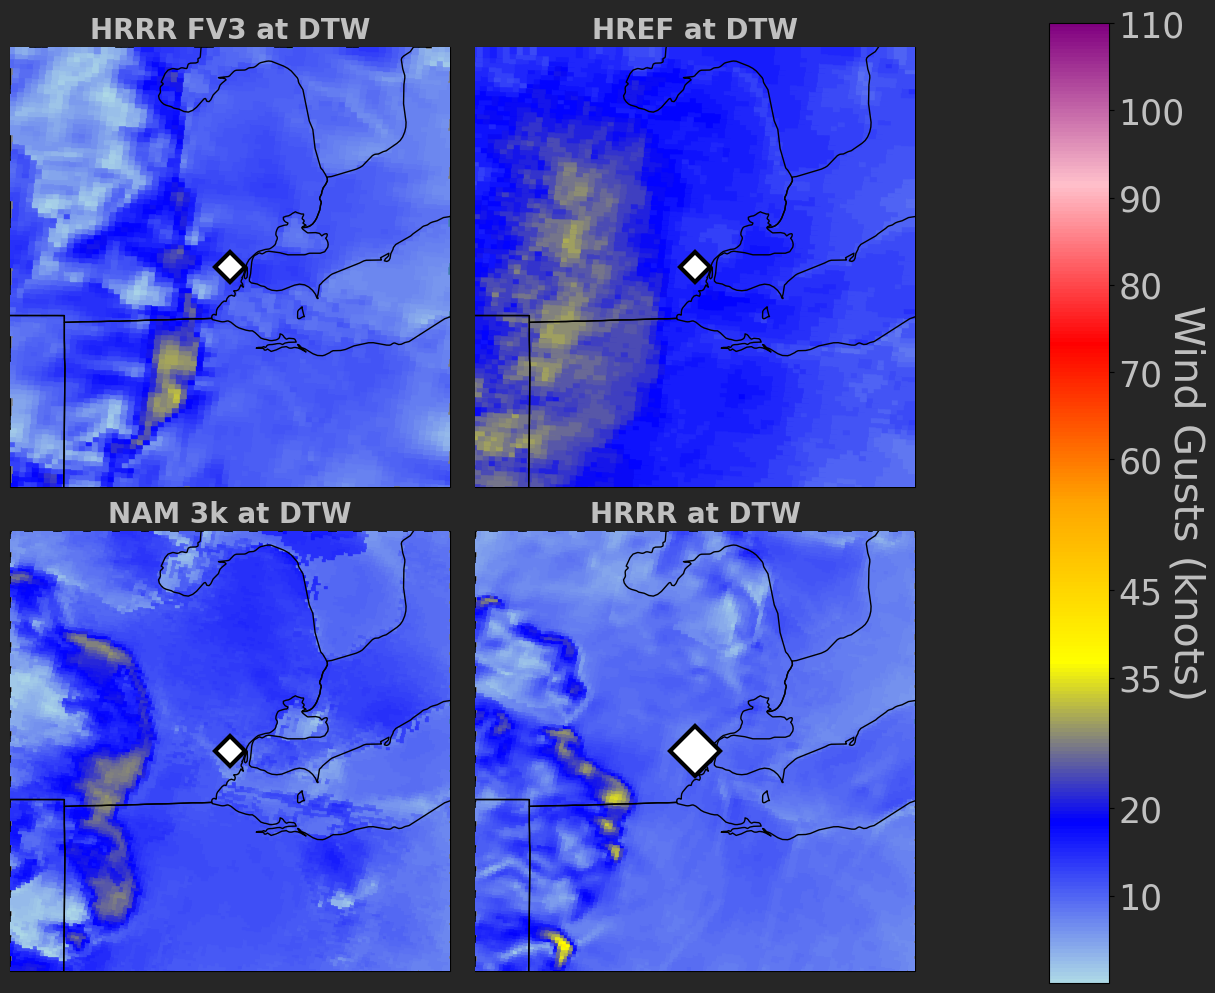 HRRR FV3 at DTW
HREF at DTW
NAM 3k at DTW
HRRR at DTW
110
100
90
80
70
60
45
35
20
10
Wind Gusts (knots)